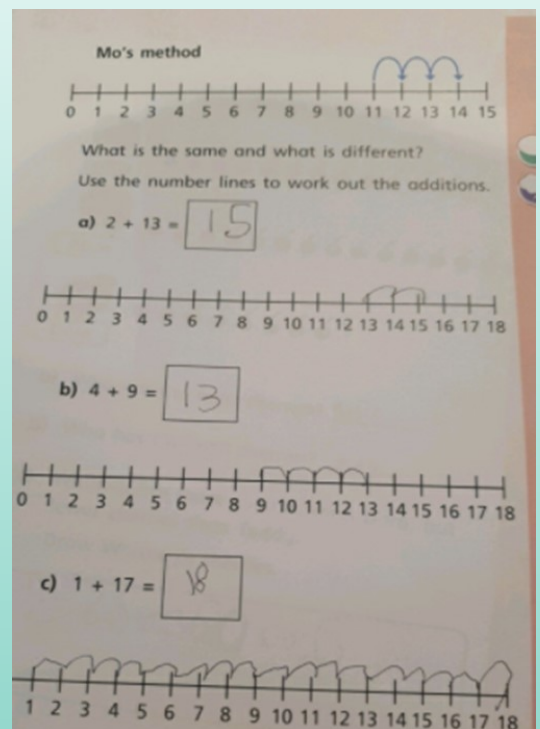 Mo's method
0 1 2 3 4 5 6 7 8 9 10 11 12 13 14 15
What is the same and what is different?
Use the number lines to work out the additions.
a) 2 + 13 = 15
0 1 2 3 4 5 6 7 8 9 10 11 12 13 14 15 16 17 18
b) 4 + 9 = 13
0 1 2 3 4 5 6 7 8 9 10 11 12 13 14 15 16 17 18
c) 1 + 17 = 18
1 2 3 4 5 6 7 8 9 10 11 12 13 14 15 16 17 18